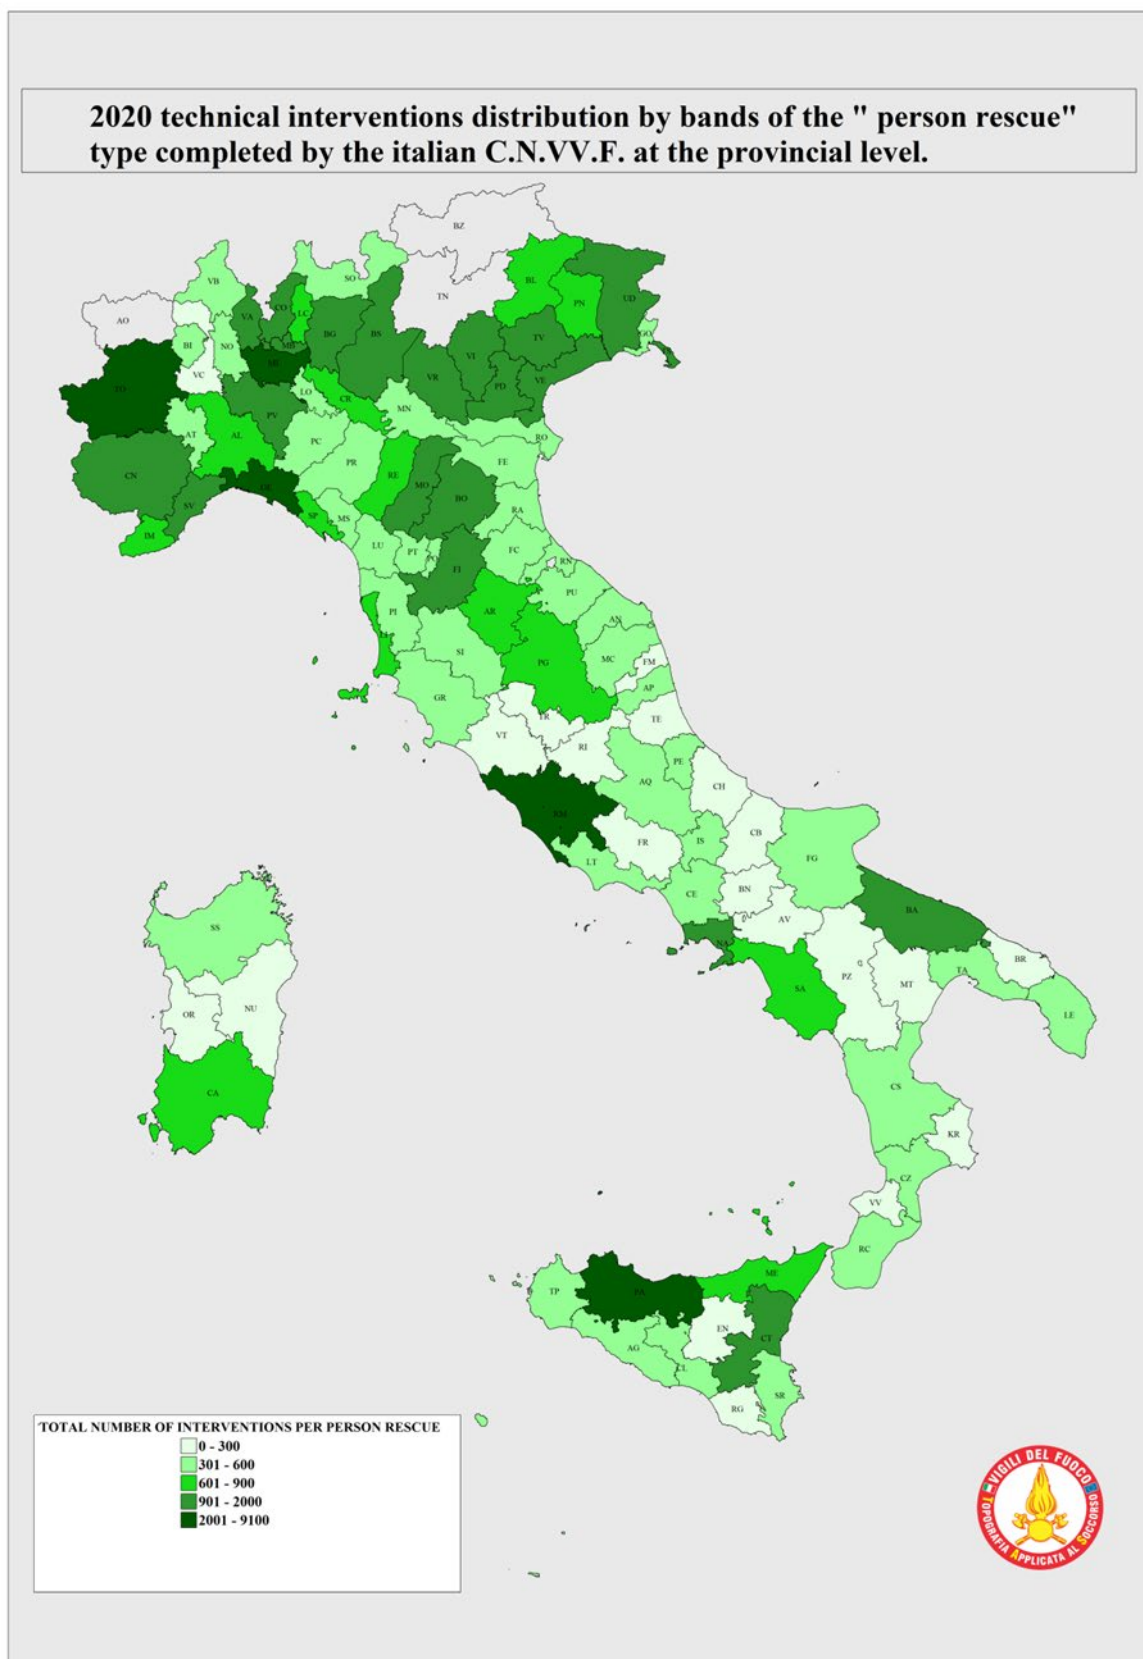 2020 technical interventions distribution by bands of the " person rescue"
type completed by the italian C.N.VV.F. at the provincial level.
BZ
VB
SO
BL
TN
AO
CO
LC
PN
UD
VA
BG
BS
TV
GO
BI
NO
MB
VI
MI
VR
PD
VE
VC
TO
LO
CR
MN
PV
AT
AL
PC
RO
PR
FE
RE
MO
CN
GE
BO
SV
SP
MS
RA
IM
LU
PT
PO
FC
RN
FI
PU
PI
AR
AN
LI
SI
PG
MC
FM
GR
AP
TR
TE
VT
RI
PE
AQ
CH
RM
CB
FR
IS
LT
FG
CE
BN
AV
BA
SS
NA
BR
PZ
TA
MT
SA
NU
OR
LE
CS
CA
KR
CZ
VV
RC
ME
TP
PA
EN
CT
AG
CL
SR
RG
TOTAL NUMBER OF INTERVENTIONS PER PERSON RESCUE
0 - 300
301 - 600
601 - 900
901 - 2000
2001 - 9100
VIGILI DEL FUOCO
TOPOGRAFIA APPLICATA AL SOCCORSO